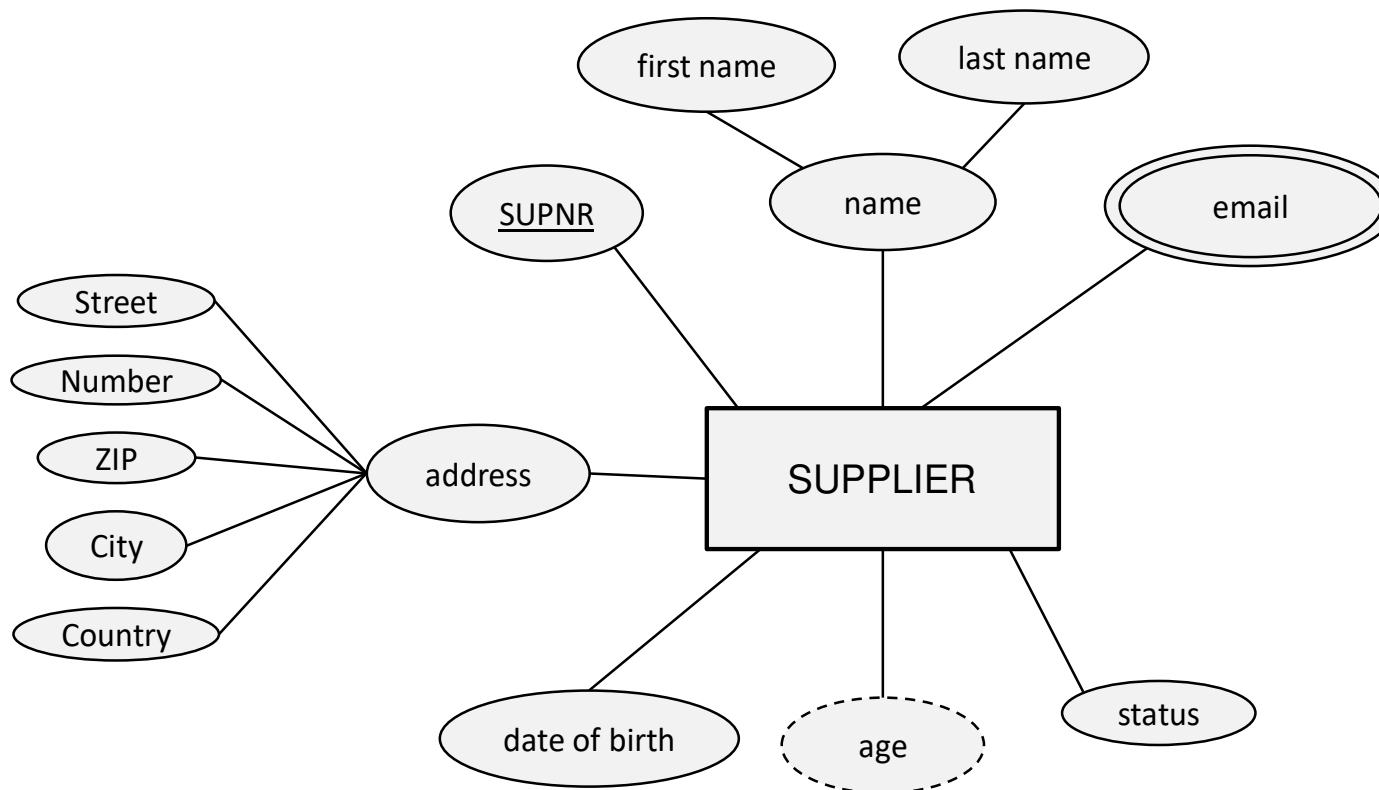 first name
last name
SUPNR
name
email
Street
Number
ZIP
address
SUPPLIER
City
Country
date of birth
age
status